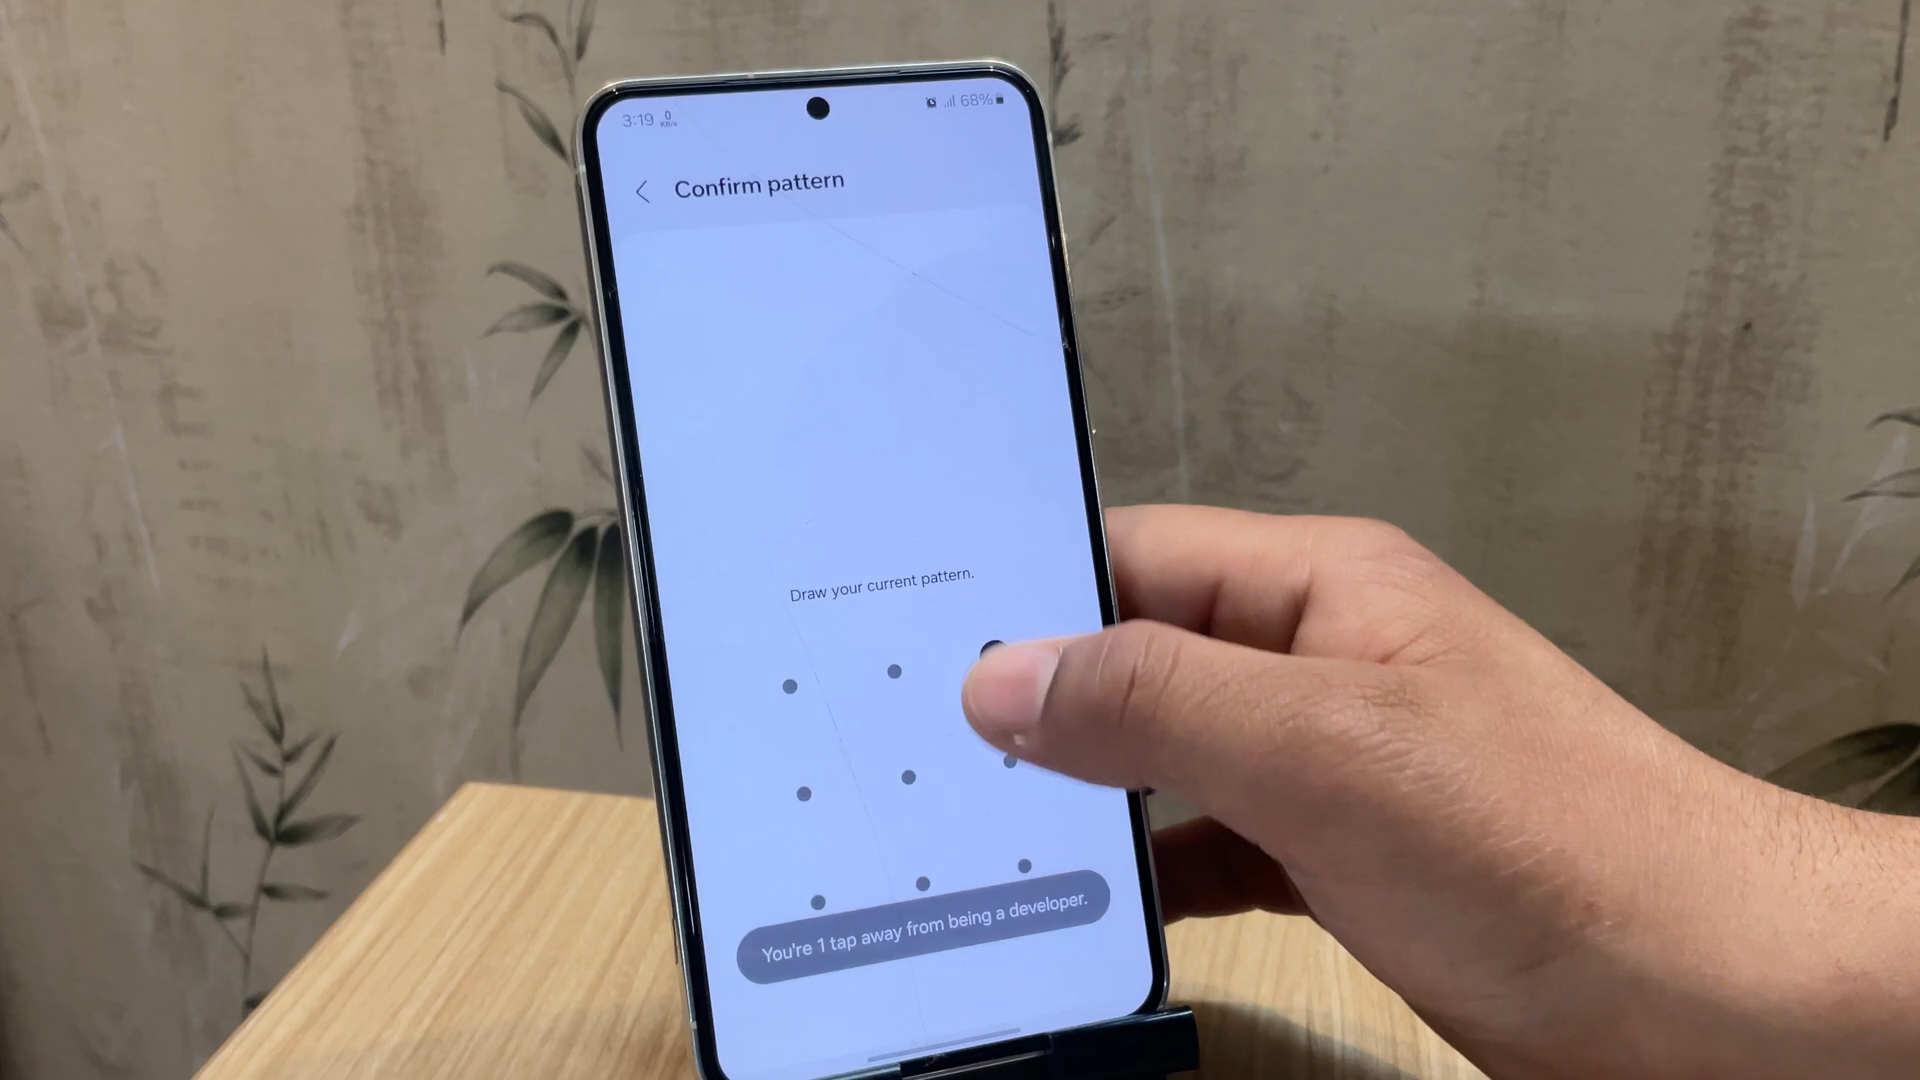 3:19 0 KB/s 68%
Confirm pattern
Draw your current pattern.
You're 1 tap away from being a developer.